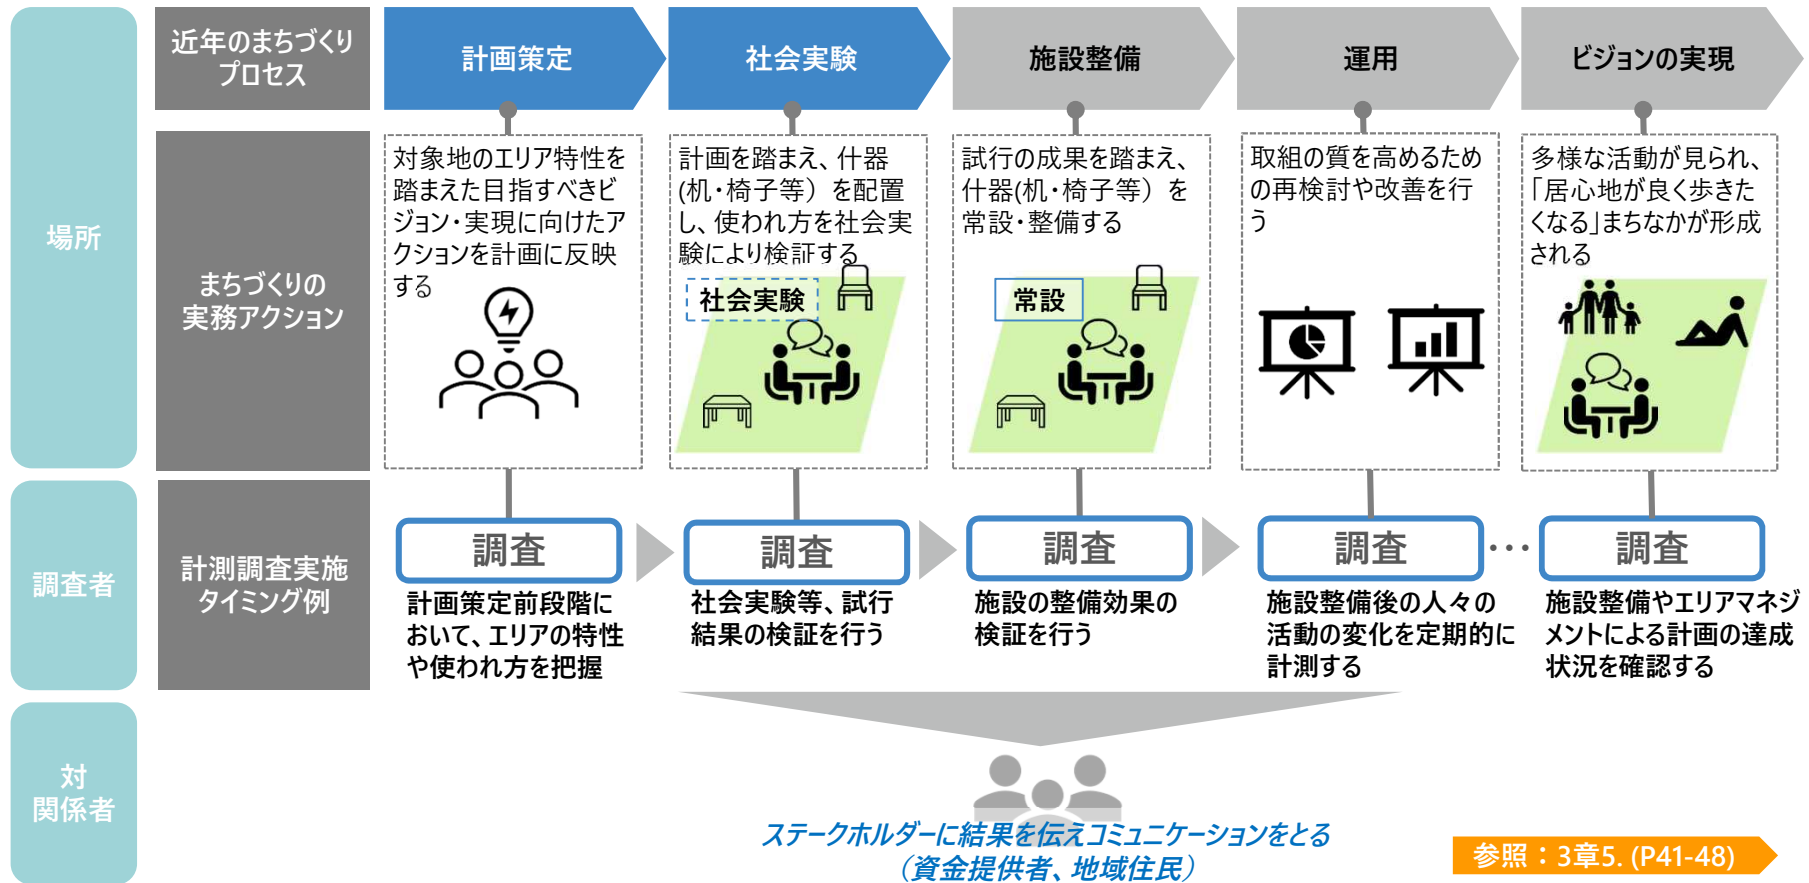 場所
近年のまちづくり
プロセス
計画策定
社会実験
施設整備
運用
ビジョンの実現
まちづくりの
実務アクション
対象地のエリア特性を
踏まえた目指すべきビ
ジョン・実現に向けたア
クションを計画に反映
する
計画を踏まえ、什器
(机・椅子等）を配置
し、使われ方を社会実
験により検証する
社会実験
試行の成果を踏まえ、
什器(机・椅子等）を
常設・整備する
常設
取組の質を高めるため
の再検討や改善を行
う
多様な活動が見られ、
「居心地が良く歩きた
くなる」まちなかが形成
される
調査者
計測調査実施
タイミング例
調査
計画策定前段階に
おいて、エリアの特性
や使われ方を把握
調査
社会実験等、試行
結果の検証を行う
調査
施設の整備効果の
検証を行う
調査
施設整備後の人々の
活動の変化を定期的に
計測する
･･･
調査
施設整備やエリアマネジ
メントによる計画の達成
状況を確認する
対
関係者
ステークホルダーに結果を伝えコミュニケーションをとる
（資金提供者、地域住民）
参照：3章5. (P41-48)